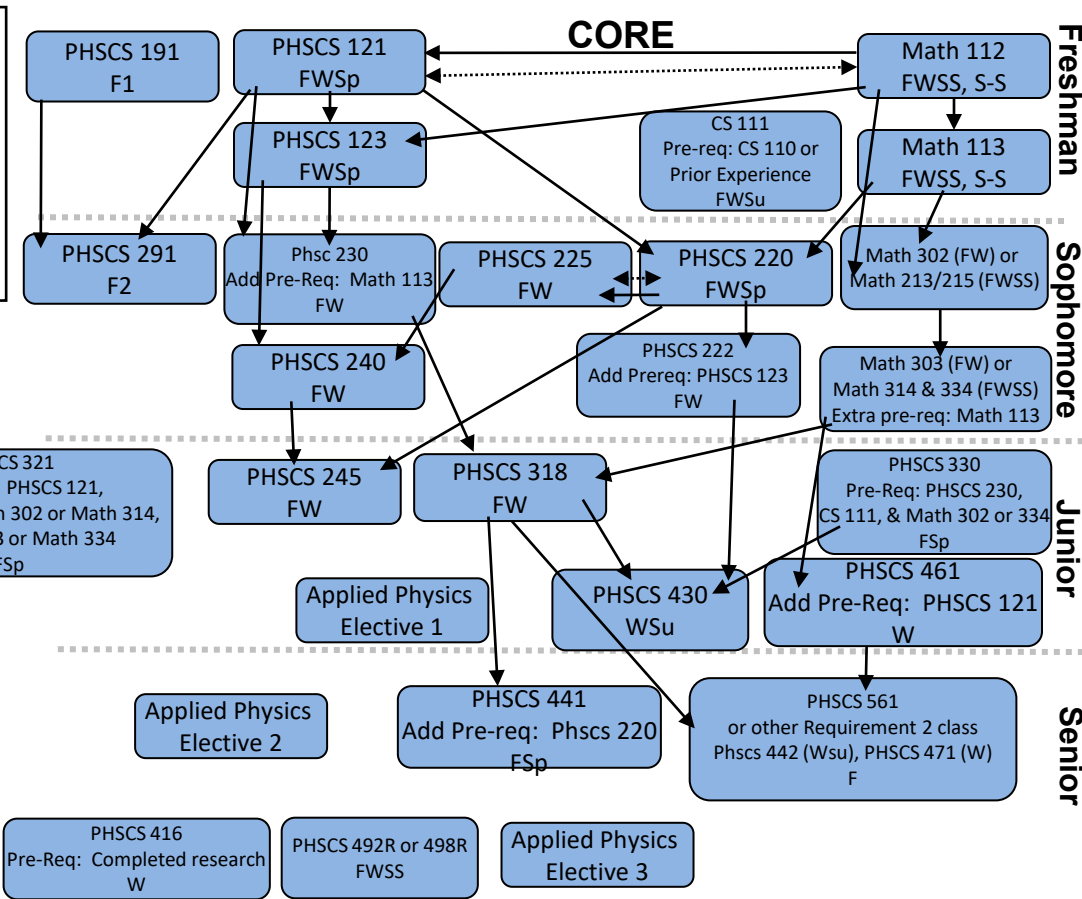 CORE
Freshman
PHSCS 191
F1
PHSCS 121
FWSp
Math 112
FWSS, S-S
PHSCS 123
FWSp
CS 111
Pre-req: CS 110 or
Prior Experience
FWSu
Math 113
FWSS, S-S
Sophomore
PHSCS 291
F2
Phsc 230
Add Pre-Req: Math 113
FW
PHSCS 225
FW
PHSCS 220
FWSp
Math 302 (FW) or
Math 213/215 (FWSS)
PHSCS 240
FW
PHSCS 222
Add Prereq: PHSCS 123
FW
Math 303 (FW) or
Math 314 & 334 (FWSS)
Extra pre-req: Math 113
Junior
CS 321
PHSCS 121,
302 or Math 314,
or Math 334
FSp
PHSCS 245
FW
PHSCS 318
FW
PHSCS 330
Pre-Req: PHSCS 230,
CS 111, & Math 302 or 334
FSp
Applied Physics
Elective 1
PHSCS 430
WSu
PHSCS 461
Add Pre-Req: PHSCS 121
W
Senior
Applied Physics
Elective 2
PHSCS 441
Add Pre-req: Phscs 220
FSp
PHSCS 561
or other Requirement 2 class
Phscs 442 (Wsu), PHSCS 471 (W)
F
PHSCS 416
Pre-Req: Completed research
W
PHSCS 492R or 498R
FWSS
Applied Physics
Elective 3